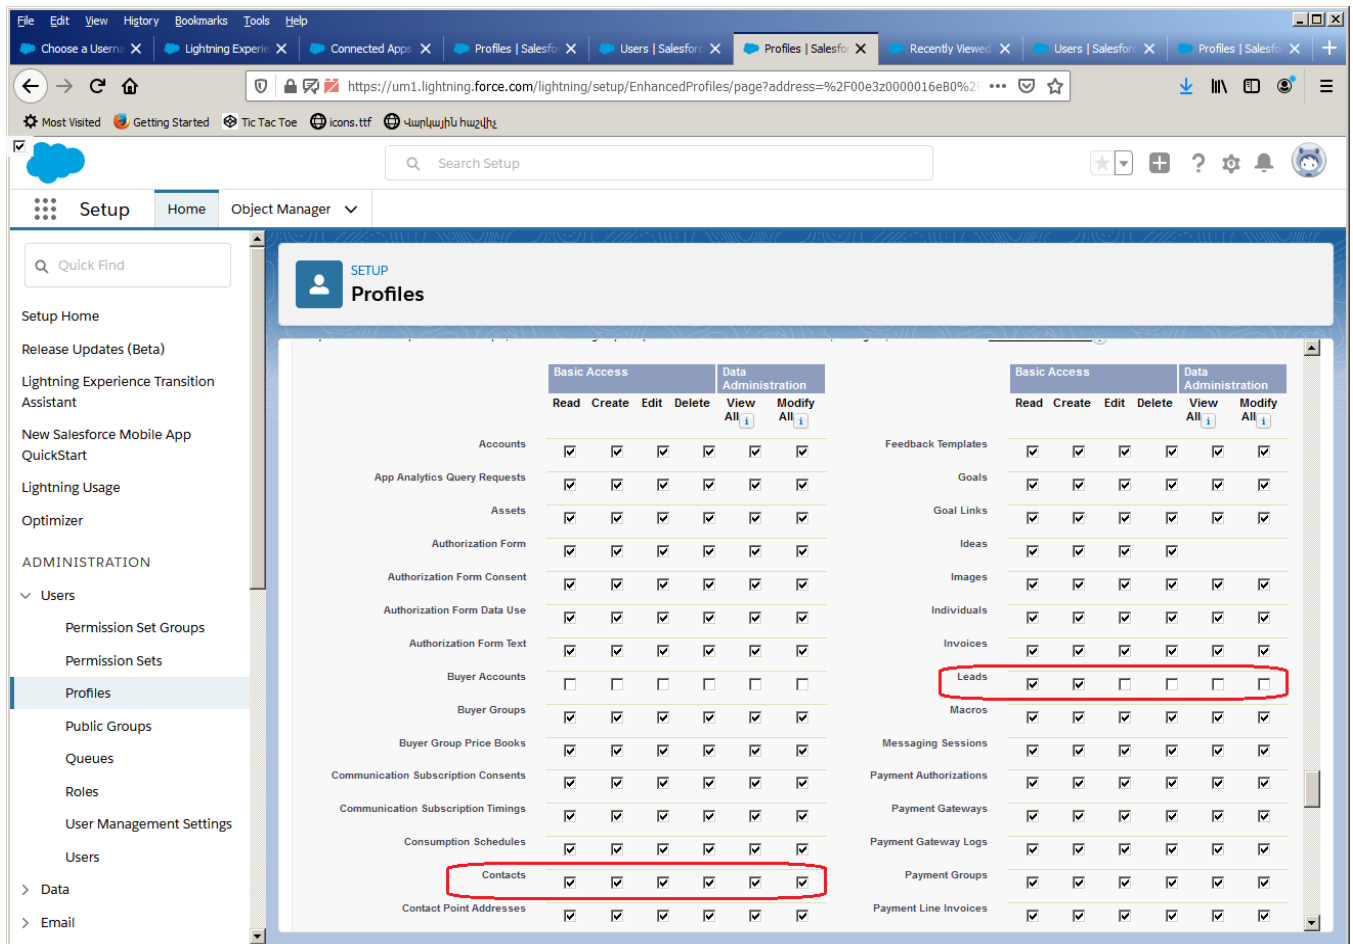 File Edit View History Bookmarks Tools Help
Choose a Userna Lightning Experie Connected Apps Profiles | Salesfo Users | Salesforc Profiles | Salesfo Recently Viewed Users | Salesforc Profiles | Salesfo
https://um1.lightning.force.com/lightning/setup/EnhancedProfiles/page?address=%2F00e3z0000016eB0%2F
Most Visited Getting Started Tic Tac Toe icons.ttf Վարկային հաշվիչ
Search Setup
Setup Home Object Manager
Quick Find
Setup Home
Release Updates (Beta)
Lightning Experience Transition
Assistant
New Salesforce Mobile App
QuickStart
Lightning Usage
Optimizer
ADMINISTRATION
Users
Permission Set Groups
Permission Sets
Profiles
Public Groups
Queues
Roles
User Management Settings
Users
Data
Email
SETUP
Profiles
Basic Access Data
Administration
Read Create Edit Delete View
All Modify
All
Accounts
App Analytics Query Requests
Assets
Authorization Form
Authorization Form Consent
Authorization Form Data Use
Authorization Form Text
Buyer Accounts
Buyer Groups
Buyer Group Price Books
Communication Subscription Consents
Communication Subscription Timings
Consumption Schedules
Contacts
Contact Point Addresses
Basic Access Data
Administration
Read Create Edit Delete View
All Modify
All
Feedback Templates
Goals
Goal Links
Ideas
Images
Individuals
Invoices
Leads
Macros
Messaging Sessions
Payment Authorizations
Payment Gateways
Payment Gateway Logs
Payment Groups
Payment Line Invoices